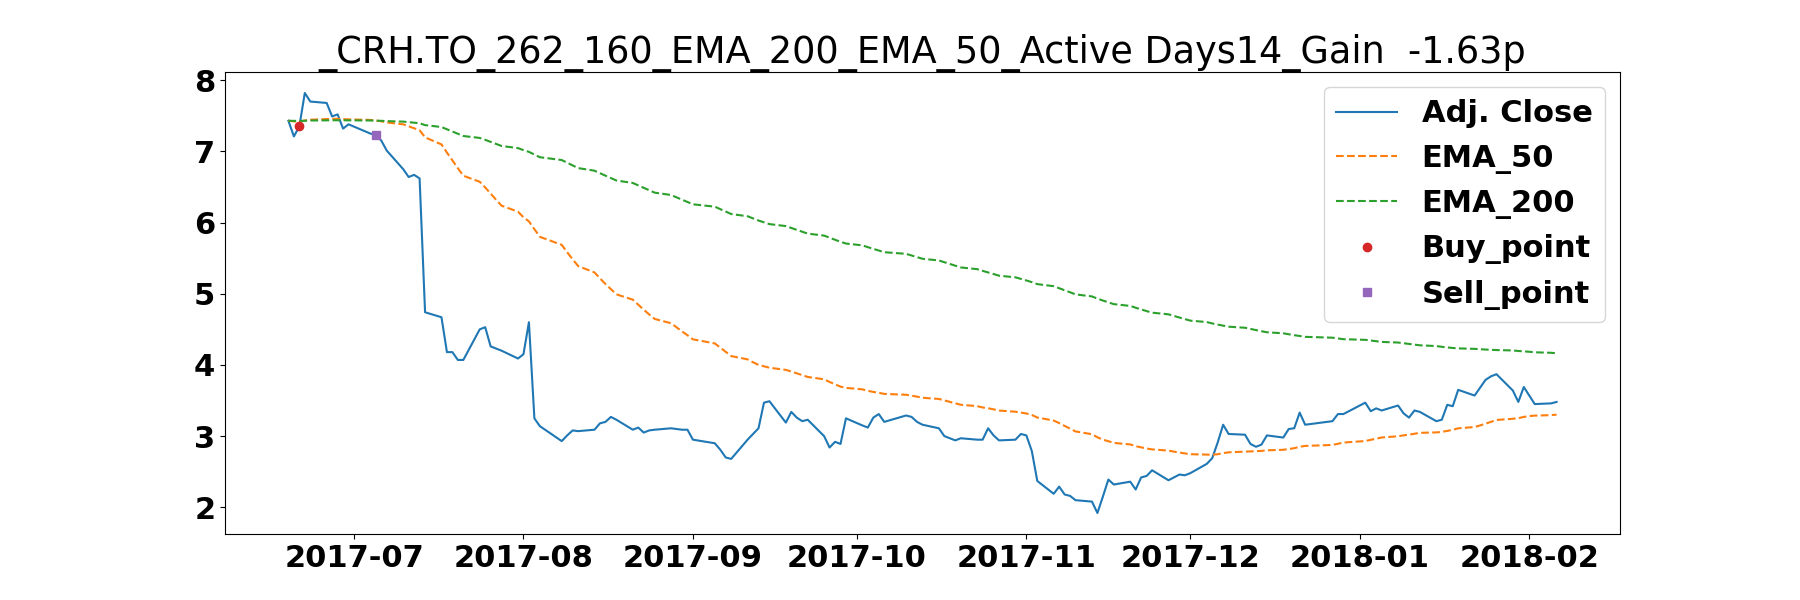 _CRH.TO_262_160_EMA_200_EMA_50_Active Days14_Gain  -1.63p
8
7
6
5
4
3
2
Adj. Close
EMA_50
EMA_200
Buy_point
Sell_point
2017-07 2017-08 2017-09 2017-10 2017-11 2017-12 2018-01 2018-02